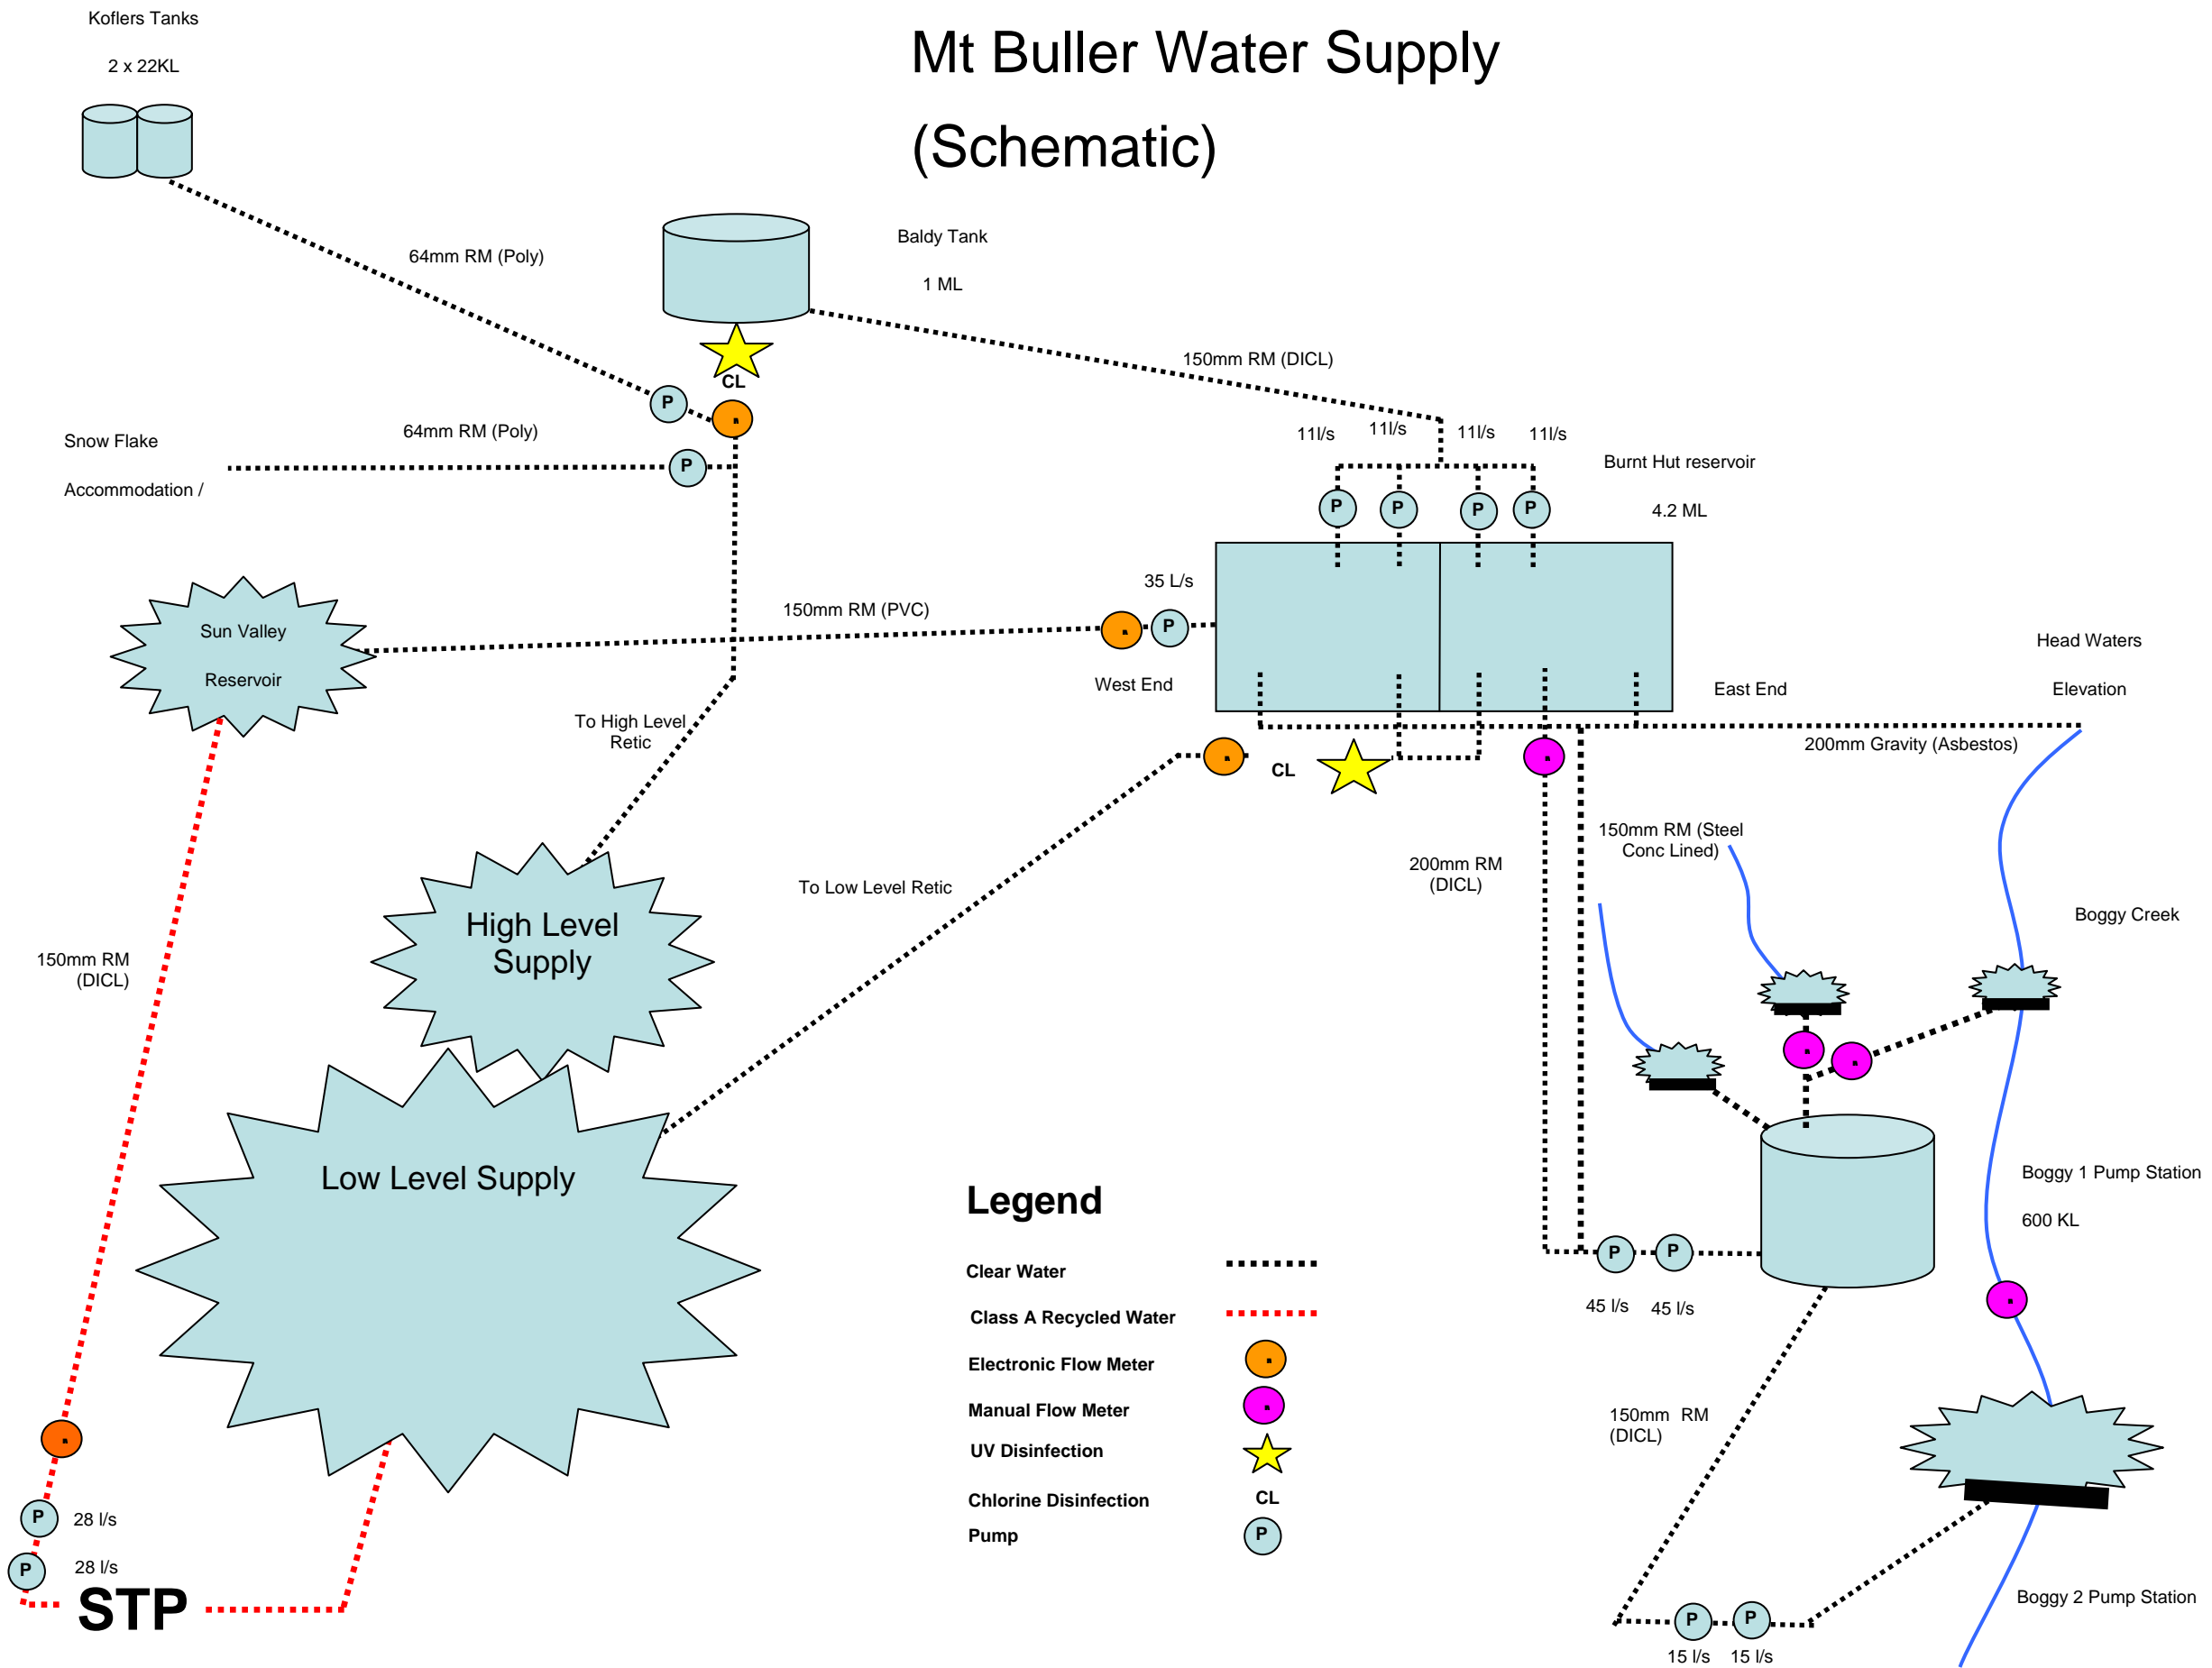 Mt Buller Water Supply
(Schematic)
Koflers Tanks
2 x 22KL
64mm RM (Poly)
Baldy Tank
1 ML
CL
150mm RM (DICL)
P
Snow Flake
Accommodation /
64mm RM (Poly)
P
11l/s
11l/s
11l/s
11l/s
Burnt Hut reservoir
4.2 ML
P
P
P
P
35 L/s
P
150mm RM (PVC)
Sun Valley
Reservoir
West End
East End
Head Waters
Elevation
To High Level
Retic
200mm Gravity (Asbestos)
CL
150mm RM (Steel
Conc Lined)
200mm RM
(DICL)
To Low Level Retic
Boggy Creek
High Level
Supply
150mm RM
(DICL)
Low Level Supply
Boggy 1 Pump Station
600 KL
P
P
45 l/s
45 l/s
Legend
Clear Water
Class A Recycled Water
Electronic Flow Meter
Manual Flow Meter
UV Disinfection
Chlorine Disinfection
CL
Pump
P
150mm RM
(DICL)
P
28 l/s
P
28 l/s
STP
Boggy 2 Pump Station
P
P
15 l/s
15 l/s